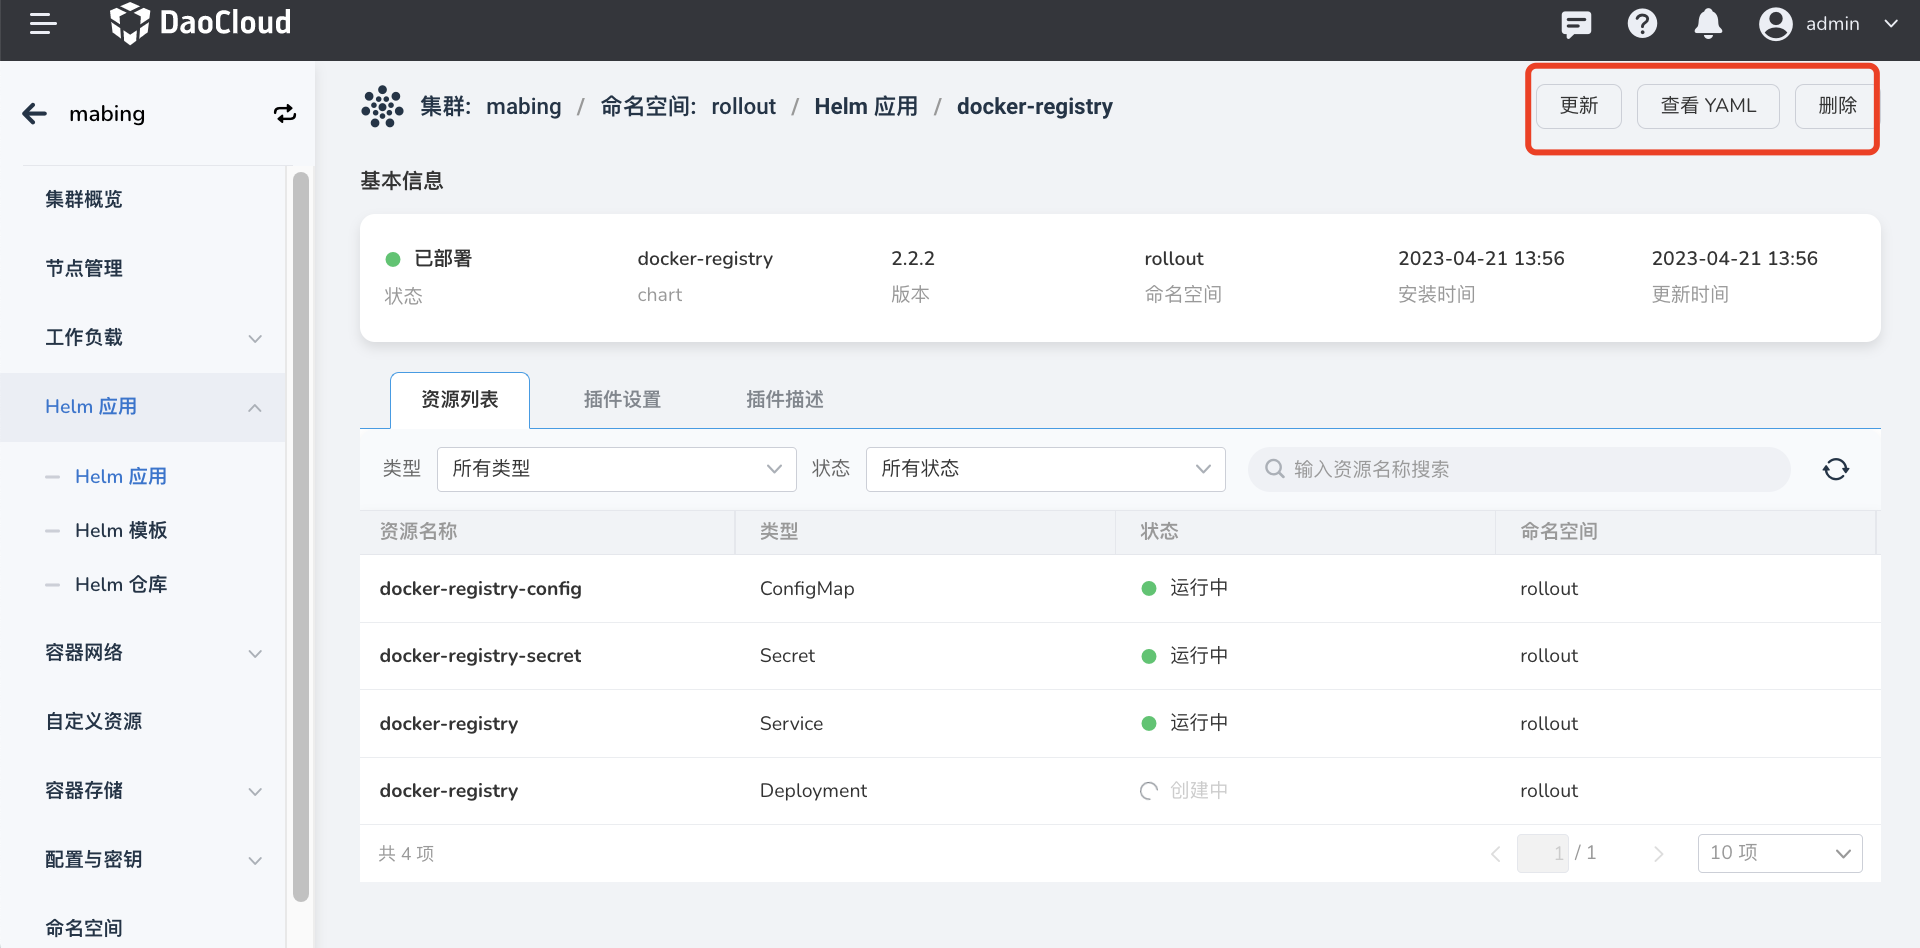 DaoCloud
admin
mabing
集群: mabing / 命名空间: rollout / Helm 应用 / docker-registry
更新
查看 YAML
删除
集群概览
节点管理
工作负载
Helm 应用
Helm 应用
Helm 模板
Helm 仓库
容器网络
自定义资源
容器存储
配置与密钥
命名空间
基本信息
已部署 docker-registry 2.2.2 rollout 2023-04-21 13:56 2023-04-21 13:56
状态 chart 版本 命名空间 安装时间 更新时间
资源列表 插件设置 插件描述
类型 所有类型 状态 所有状态 输入资源名称搜索
资源名称 类型 状态 命名空间
docker-registry-config ConfigMap 运行中 rollout
docker-registry-secret Secret 运行中 rollout
docker-registry Service 运行中 rollout
docker-registry Deployment 创建中 rollout
共 4 项 1 / 1 10 项